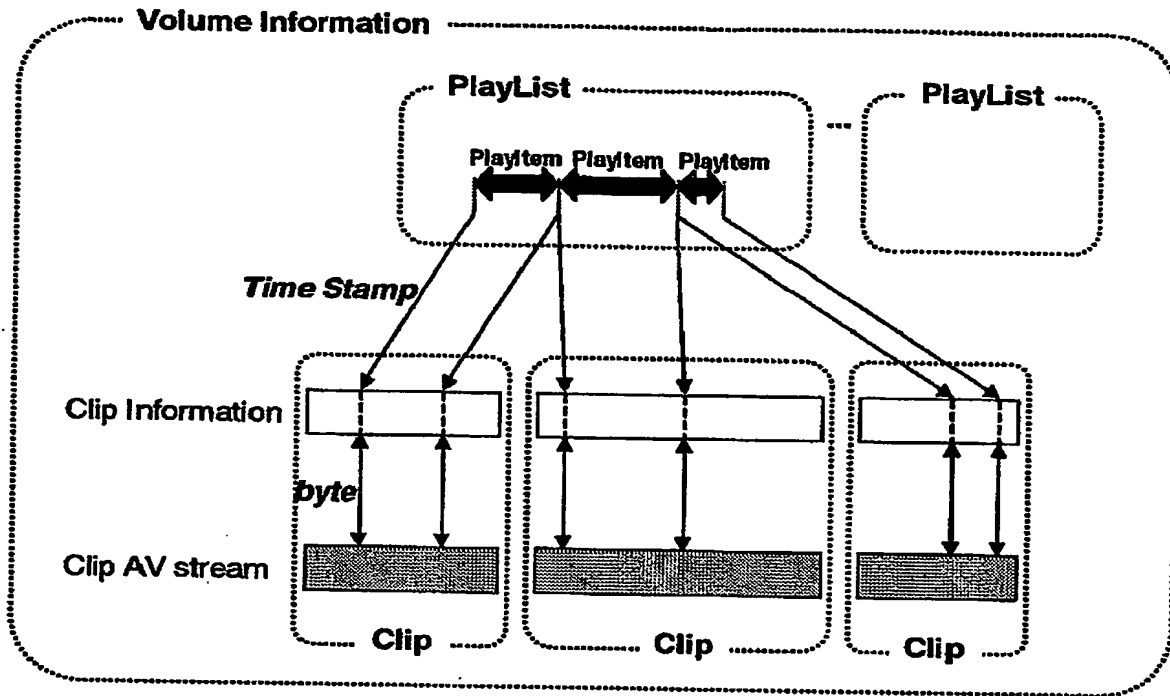 Volume Information
PlayList
PlayList
PlayItem PlayItem PlayItem
Time Stamp
Clip Information
byte
Clip AV stream
Clip
Clip
Clip